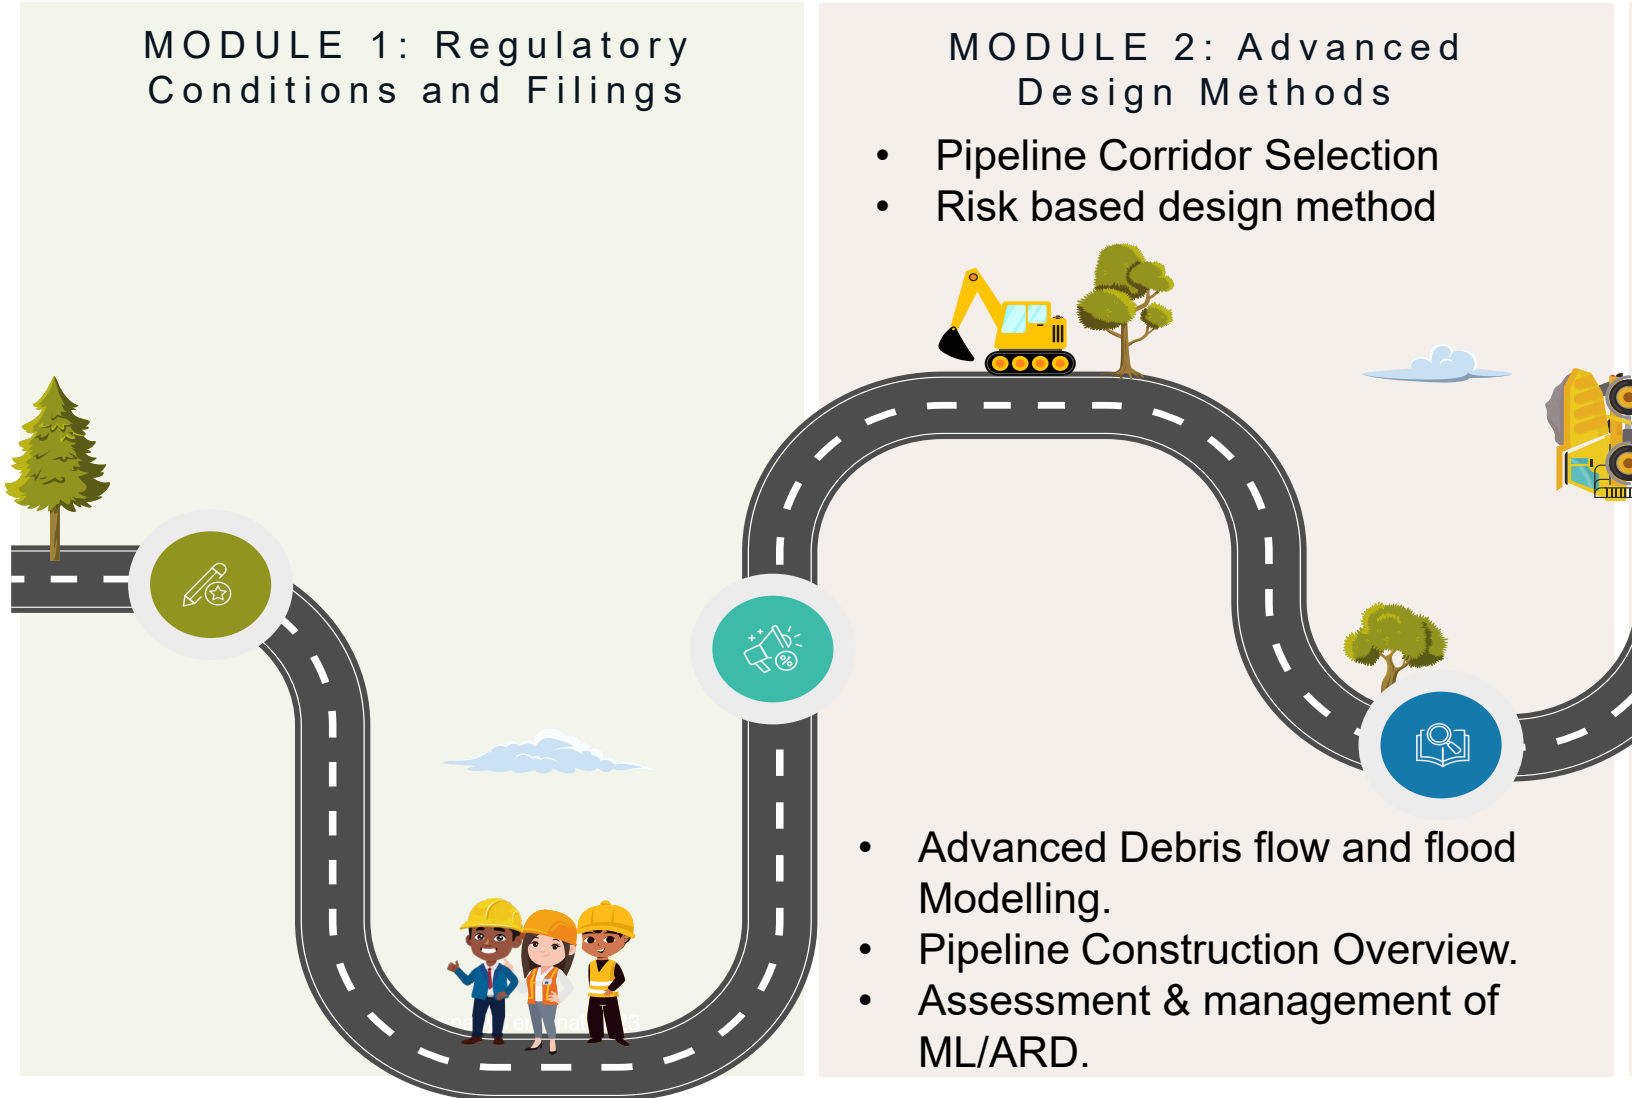 MODULE 1: Regulatory
Conditions and Filings
MODULE 2: Advanced
Design Methods
• Pipeline Corridor Selection
• Risk based design method
%
• Advanced Debris flow and flood
Modelling.
• Pipeline Construction Overview.
• Assessment & management of
ML/ARD.